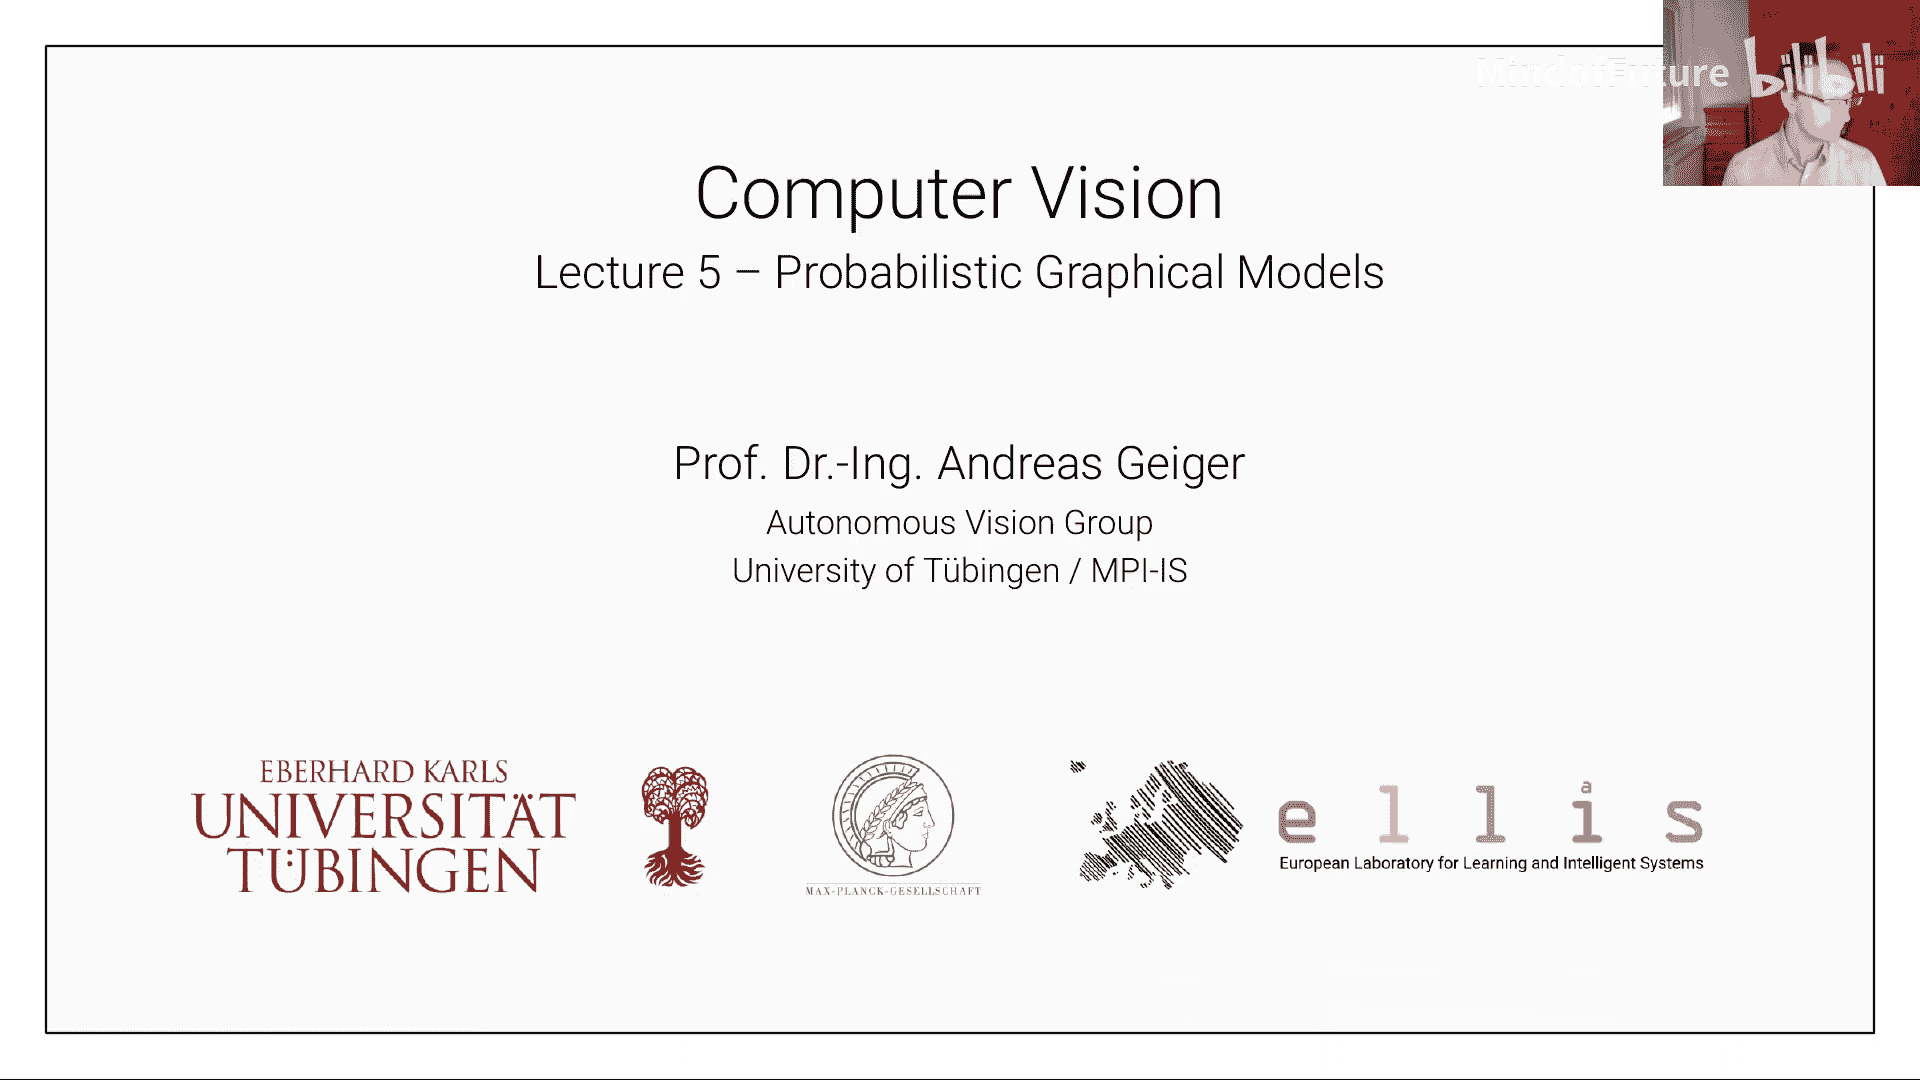 MindofFuture bilibili
Computer Vision
Lecture 5 – Probabilistic Graphical Models
Prof. Dr.-Ing. Andreas Geiger
Autonomous Vision Group
University of Tübingen / MPI-IS
EBERHARD KARLS
UNIVERSITÄT
TÜBINGEN
MAX-PLANCK-GESELLSCHAFT
ellis
European Laboratory for Learning and Intelligent Systems